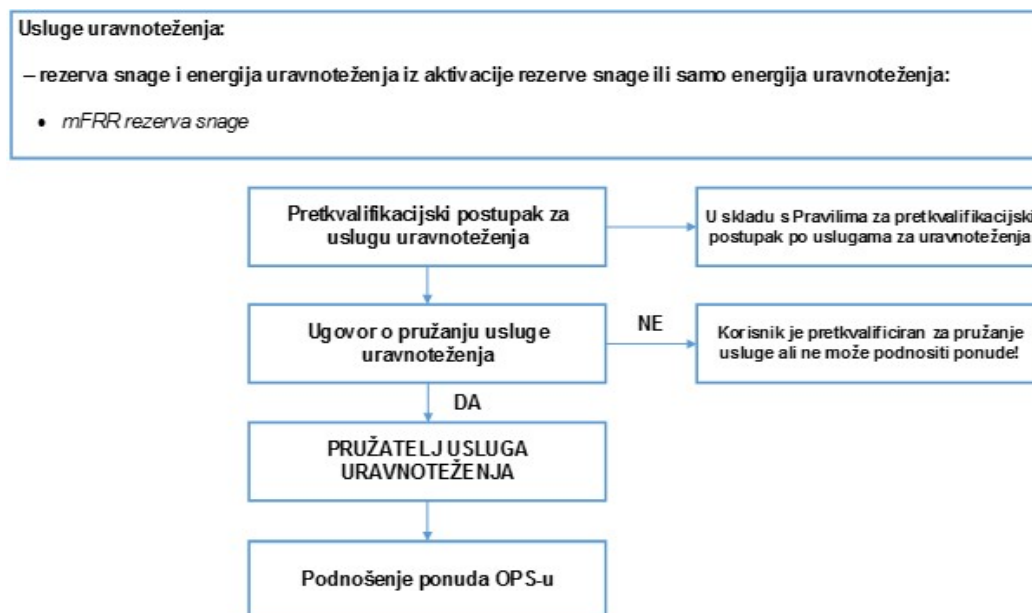 Usluge uravnoteženja:
– rezerva snage i energija uravnoteženja iz aktivacije rezerve snage ili samo energija uravnoteženja:
• mFRR rezerva snage
Pretkvalifikacijski postupak za
uslugu uravnoteženja
U skladu s Pravilima za pretkvalifikacijski
postupak po uslugama za uravnoteženja
Ugovor o pružanju usluge
uravnoteženja
NE
Korisnik je pretkvalificiran za pružanje
usluge ali ne može podnositi ponude!
DA
PRUŽATELJ USLUGA
URAVNOTEŽENJA
Podnošenje ponuda OPS-u